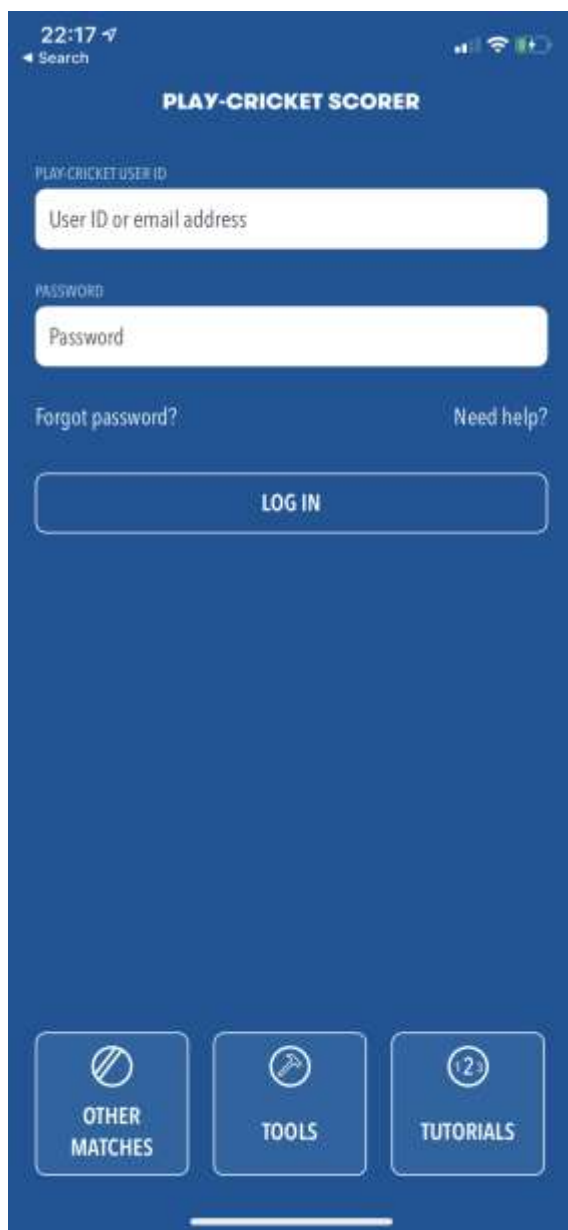 22:17
Search
PLAY-CRICKET SCORER
PLAY-CRICKET USER ID
User ID or email address
PASSWORD
Password
Forgot password? Need help?
LOG IN
OTHER
MATCHES
TOOLS
123
TUTORIALS